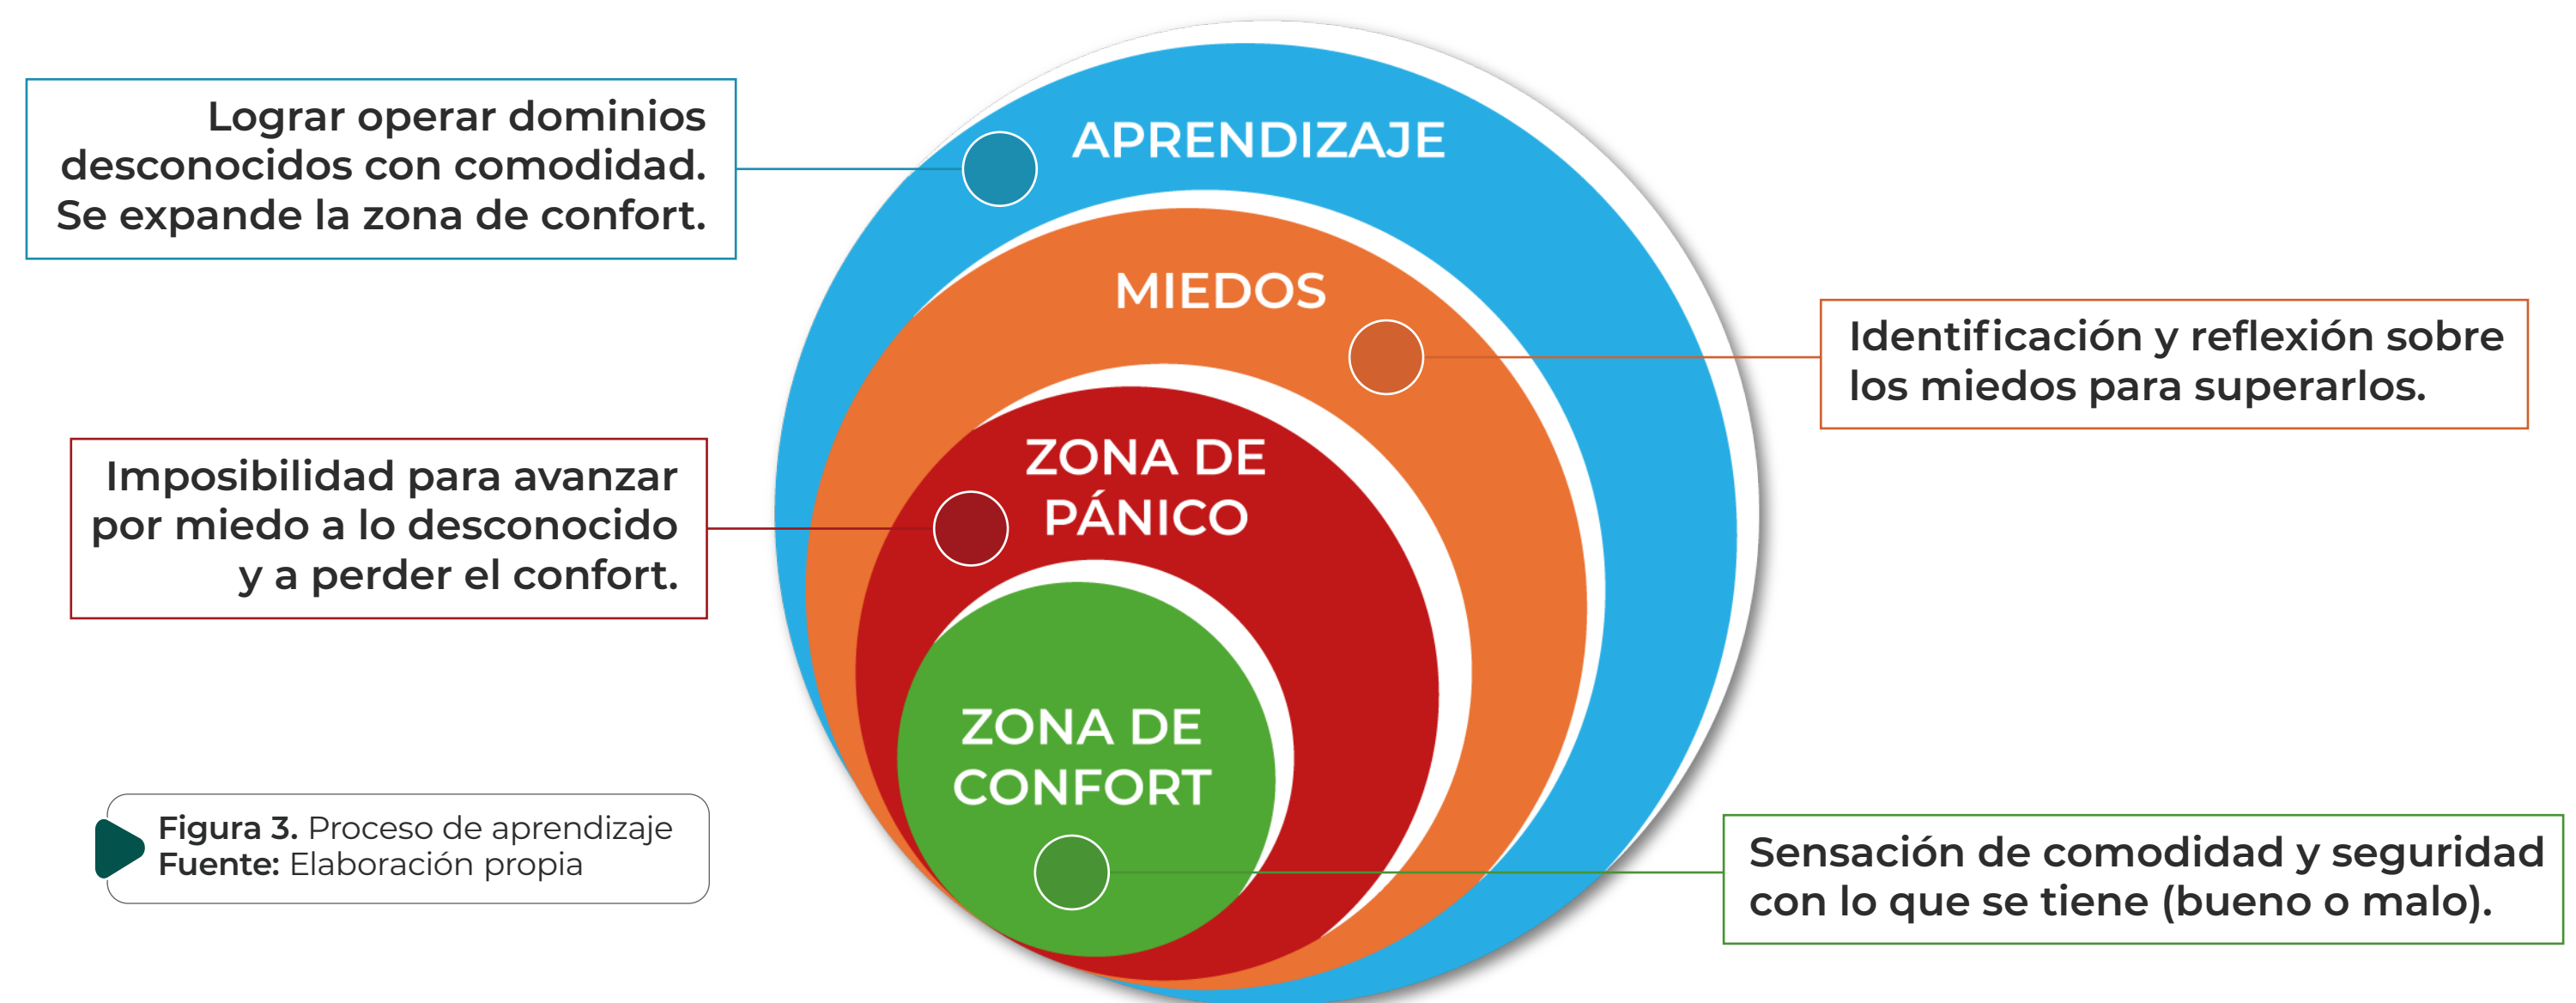 Lograr operar dominios
desconocidos con comodidad.
Se expande la zona de confort.
APRENDIZAJE
MIEDOS
Identificación y reflexión sobre
los miedos para superarlos.
Imposibilidad para avanzar
por miedo a lo desconocido
y a perder el confort.
ZONA DE
PÁNICO
ZONA DE
CONFORT
Sensación de comodidad y seguridad
con lo que se tiene (bueno o malo).
Figura 3. Proceso de aprendizaje
Fuente: Elaboración propia